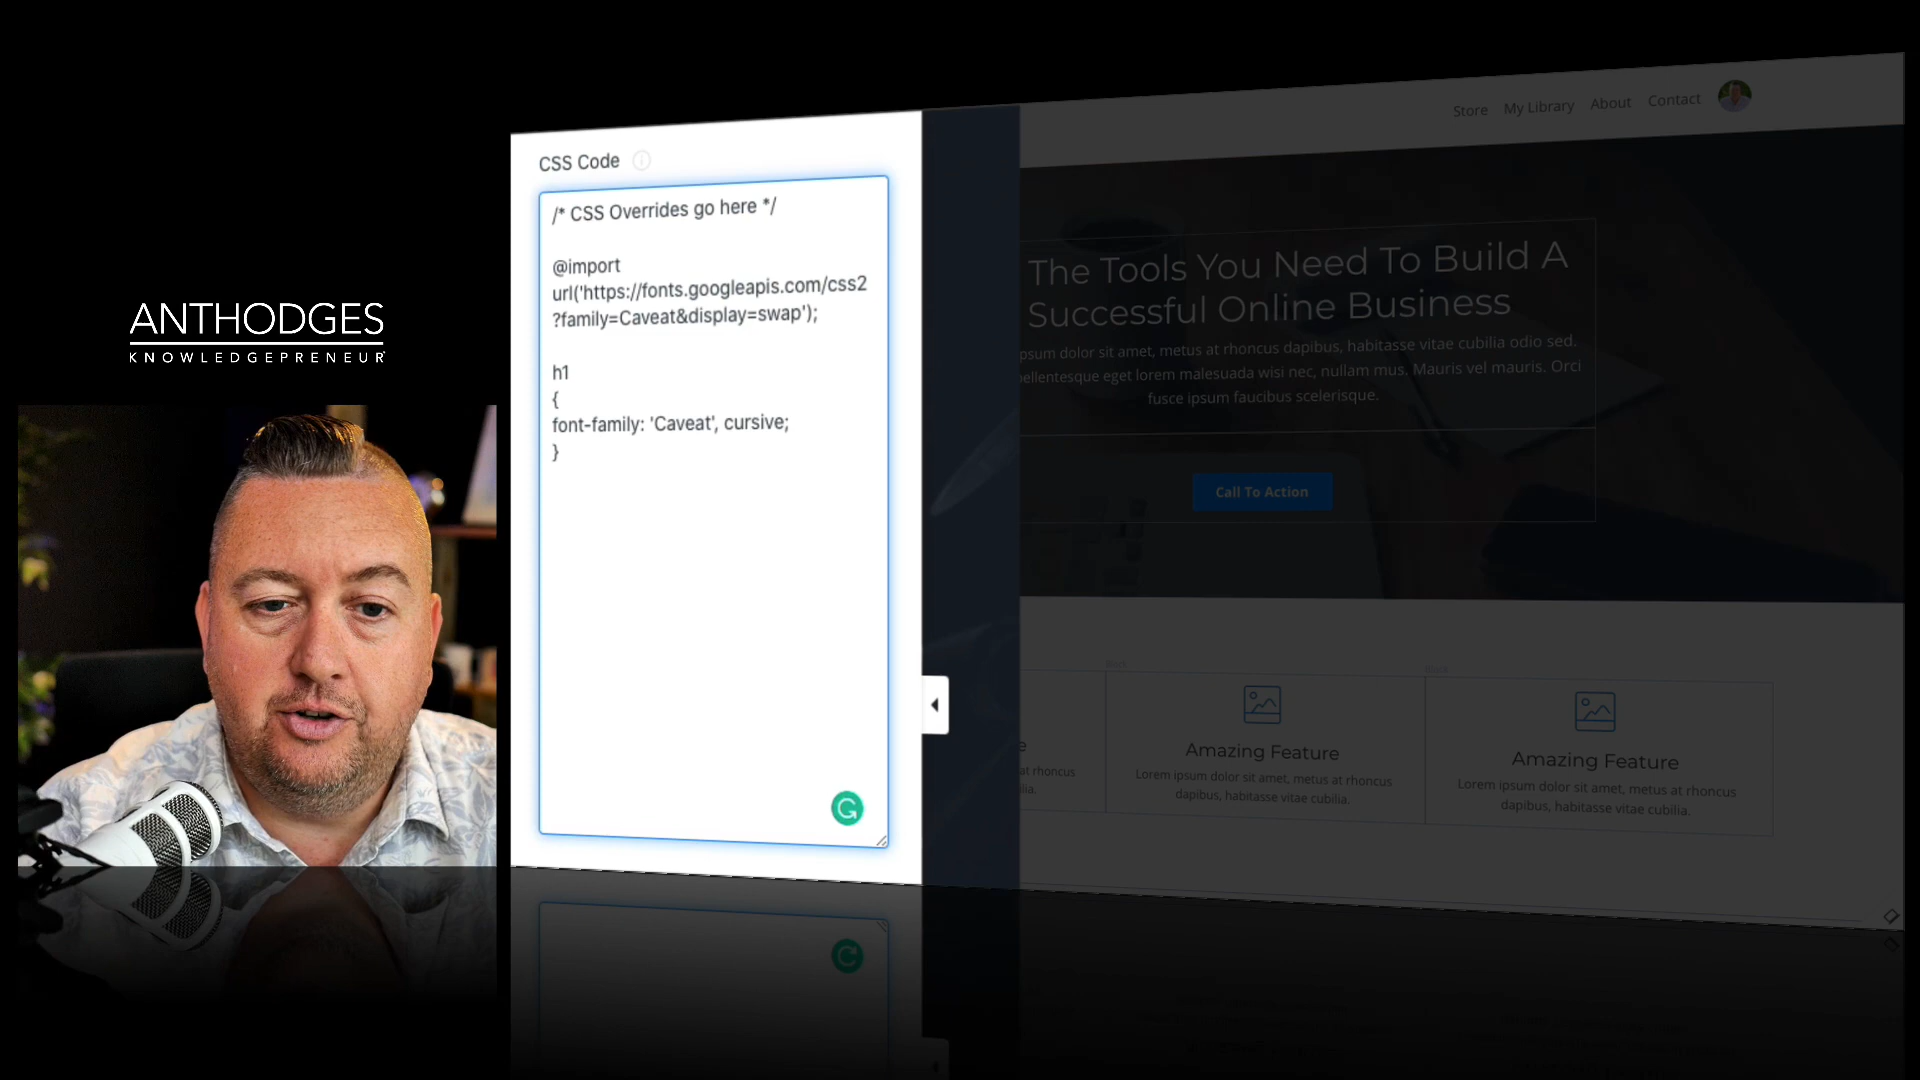 ANTHODGES
KNOWLEDGEPRENEUR
CSS Code
/* CSS Overrides go here */
@import
url('https://fonts.googleapis.com/css2
?family=Caveat&display=swap');
h1
{
font-family: 'Caveat', cursive;
}
Store My Library About Contact
The Tools You Need To Build A
Successful Online Business
psum dolor sit amet, metus at rhoncus dapibus, habitasse vitae cubilia odio sed.
ellentesque eget lorem malesuada wisi nec, nullam mus. Mauris vel mauris. Orci
fusce ipsum faucibus scelerisque.
Call To Action
e
at rhoncus
ilia.
Block
Amazing Feature
Lorem ipsum dolor sit amet, metus at rhoncus
dapibus, habitasse vitae cubilia.
Block
Amazing Feature
Lorem ipsum dolor sit amet, metus at rhoncus
dapibus, habitasse vitae cubilia.